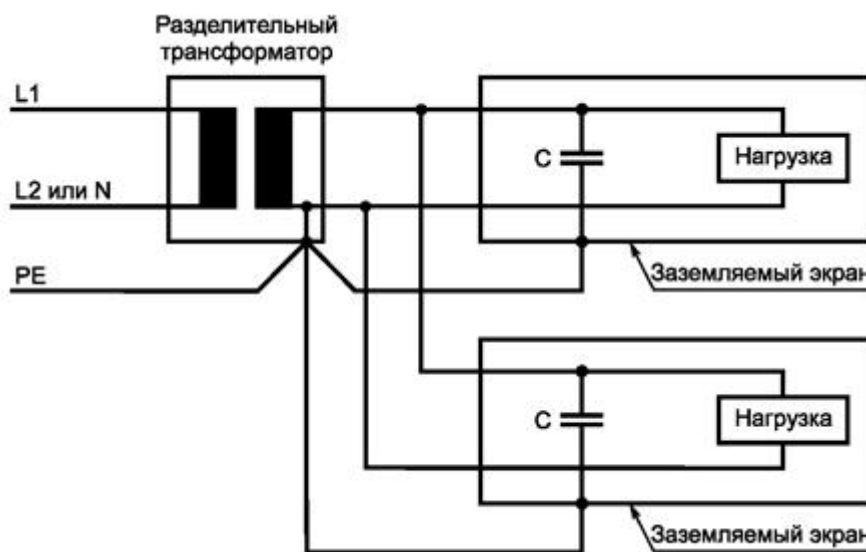 Разделительный
трансформатор
L1
C
Нагрузка
L2 или N
PE
Заземляемый экран
C
Нагрузка
Заземляемый экран